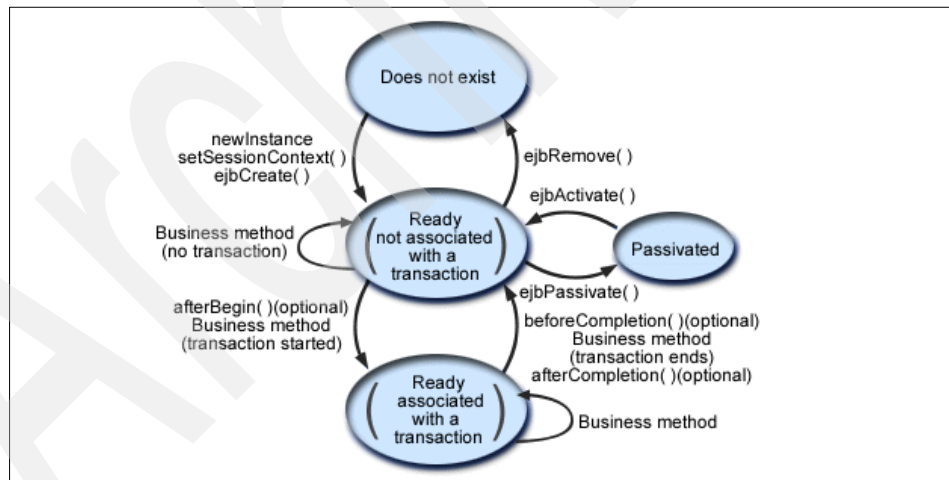 Does not exist
newInstance
setSessionContext( )
ejbCreate( )
ejbRemove( )
ejbActivate( )
Business method
(no transaction)
( Ready
not associated
with a
transaction )
Passivated
ejbPassivate( )
afterBegin( )(optional)
Business method
(transaction started)
beforeCompletion( )(optional)
Business method
(transaction ends)
afterCompletion( )(optional)
( Ready
associated
with a
transaction )
Business method